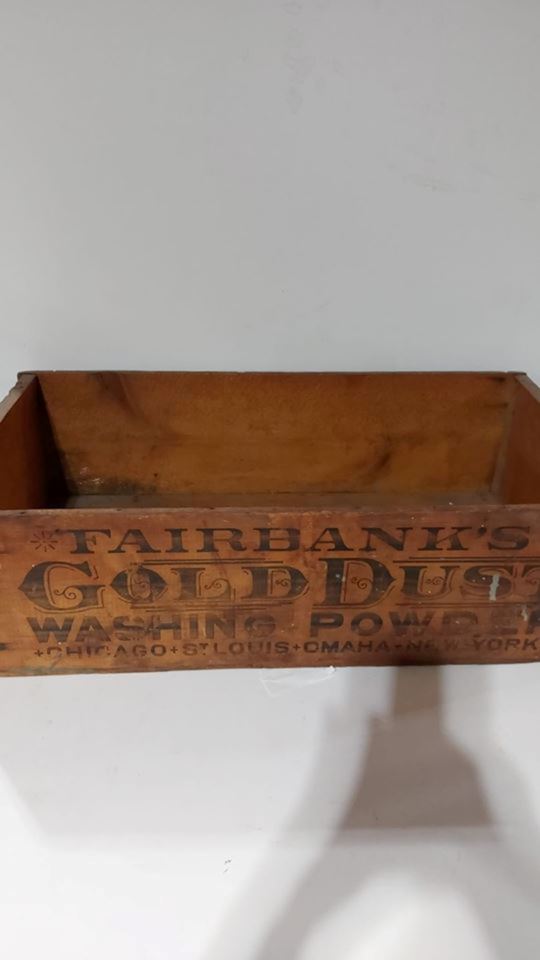 FAIRBANK'S
GOLD DUST
WASHING POWDER
+CHICAGO+ST.LOUIS+OMAHA+NEW-YORK